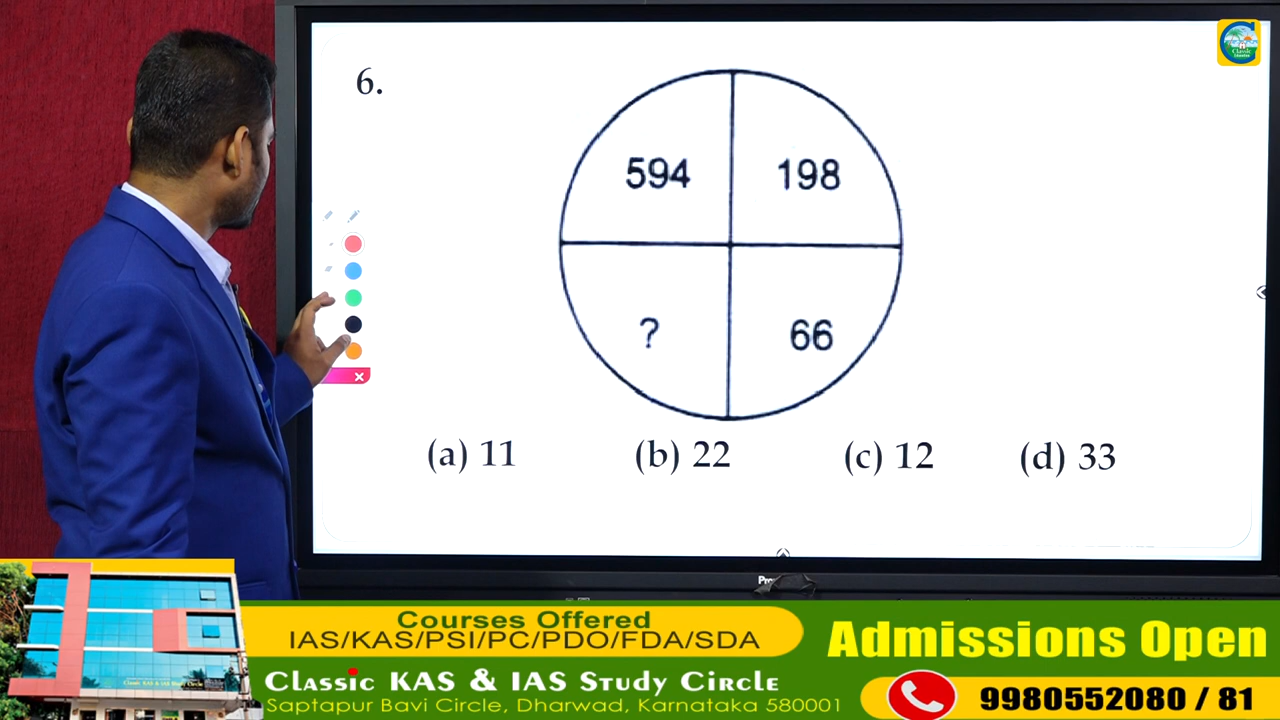 6.
594
198
?
66
(a) 11
(b) 22
(c) 12
(d) 33
Classic
Courses Offered
IAS/KAS/PSI/PC/PDO/FDA/SDA
Classic KAS & IAS Study Circle
Saptapur Bavi Circle, Dharwad, Karnataka 580001
Admissions Open
9980552080 / 81